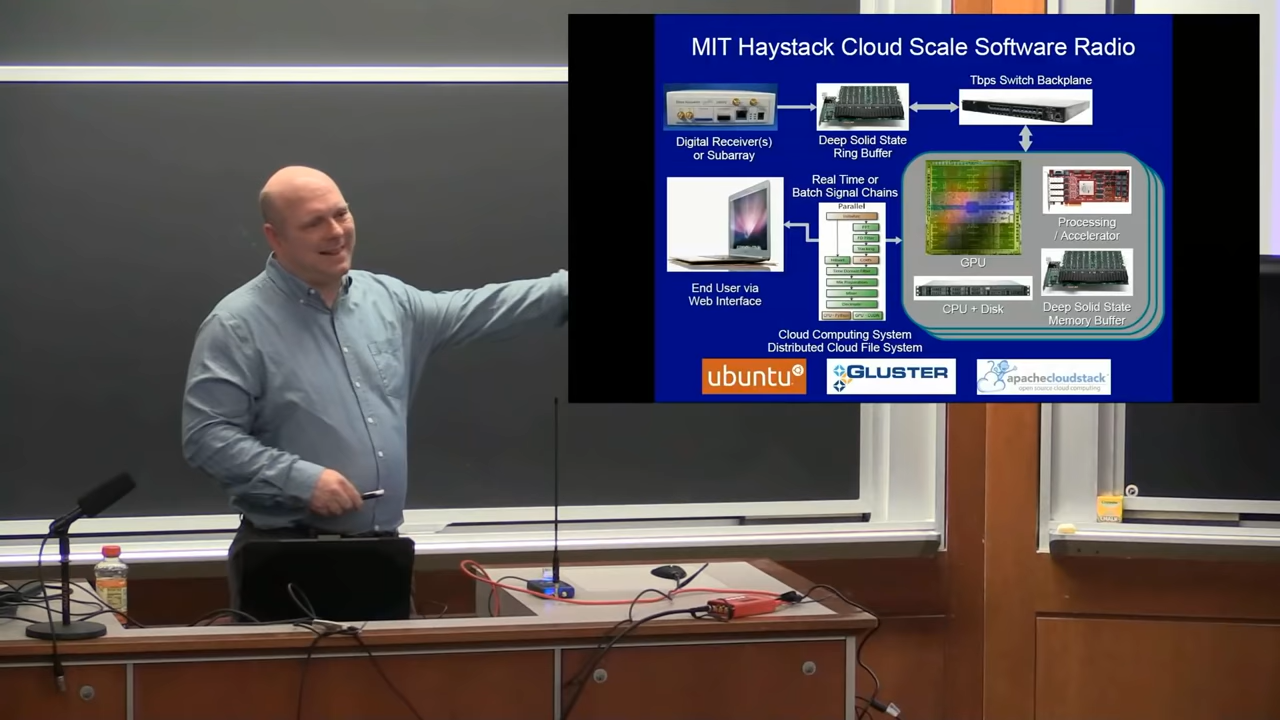 MIT Haystack Cloud Scale Software Radio
Tbps Switch Backplane
Digital Receiver(s)
or Subarray
Deep Solid State
Ring Buffer
Real Time or
Batch Signal Chains
Parallel
Processing
/ Accelerator
GPU
End User via
Web Interface
CPU + Disk
Deep Solid State
Memory Buffer
Cloud Computing System
Distributed Cloud File System
ubuntu
GLUSTER
apachecloudstack
open source cloud computing